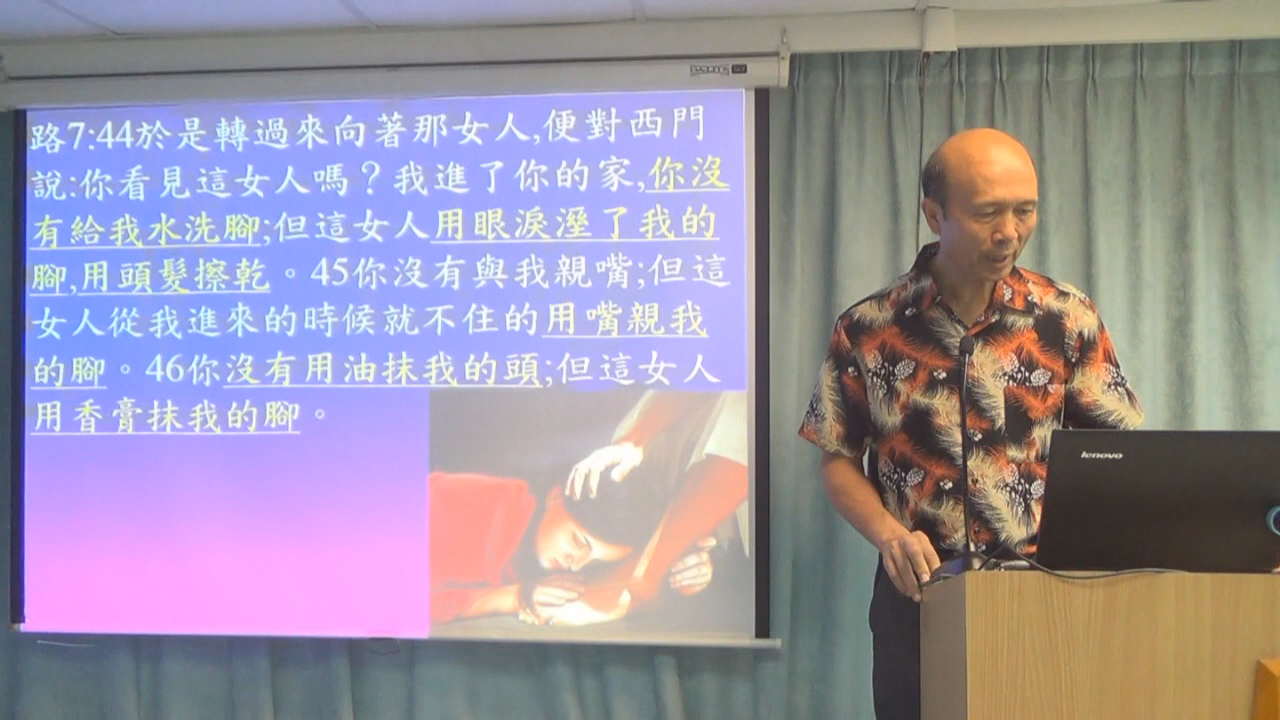 路7:44於是轉過來向著那女人,便對西門
說:你看見這女人嗎？我進了你的家,你沒
有給我水洗腳;但這女人用眼淚溼了我的
腳,用頭髮擦乾。45你沒有與我親嘴;但這
女人從我進來的時候就不住的用嘴親我
的腳。46你沒有用油抹我的頭;但這女人
用香膏抹我的腳。
DA-LITE
lenovo